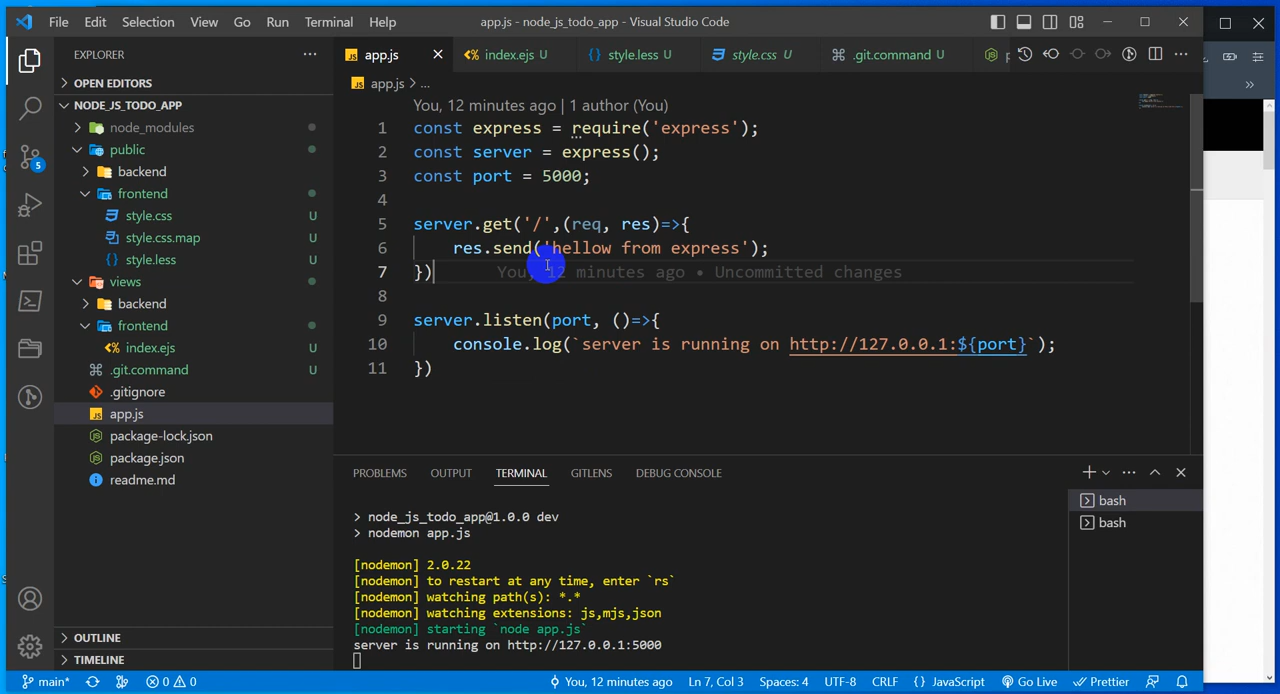 File Edit Selection View Go Run Terminal Help app.js - node_js_todo_app - Visual Studio Code
EXPLORER
OPEN EDITORS
NODE_JS_TODO_APP
node_modules
public
backend
frontend
style.css U
style.css.map U
style.less U
views
backend
frontend
index.ejs U
.git.command U
.gitignore
app.js
package-lock.json
package.json
readme.md
OUTLINE
TIMELINE
5
app.js index.ejs U style.less U style.css U .git.command U
app.js > ...
You, 12 minutes ago | 1 author (You)
1 const express = require('express');
2 const server = express();
3 const port = 5000;
4
5 server.get('/',(req, res)=>{
6 res.send('hellow from express');
7 }) You, 12 minutes ago • Uncommitted changes
8
9 server.listen(port, ()=>{
10 console.log(`server is running on http://127.0.0.1:${port}`);
11 })
PROBLEMS OUTPUT TERMINAL GITLENS DEBUG CONSOLE
> node_js_todo_app@1.0.0 dev
> nodemon app.js
[nodemon] 2.0.22
[nodemon] to restart at any time, enter `rs`
[nodemon] watching path(s): *.*
[nodemon] watching extensions: js,mjs,json
[nodemon] starting `node app.js`
server is running on http://127.0.0.1:5000
bash
bash
main* 0 0 You, 12 minutes ago Ln 7, Col 3 Spaces: 4 UTF-8 CRLF {} JavaScript Go Live Prettier